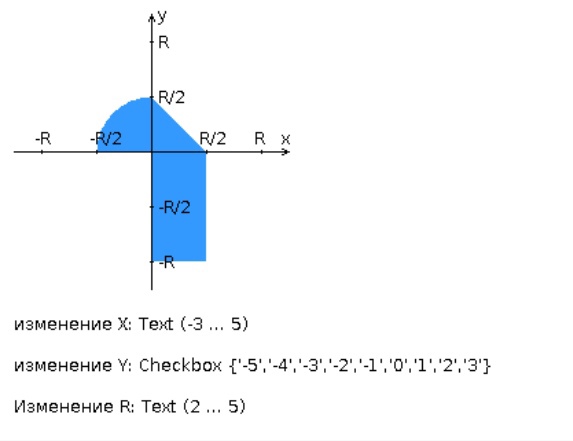 y
R
R/2
-R
-R/2
R/2
R
x
-R/2
-R
изменение X: Text (-3 ... 5)
изменение Y: Checkbox {'-5','-4','-3','-2','-1','0','1','2','3'}
Изменение R: Text (2 ... 5)